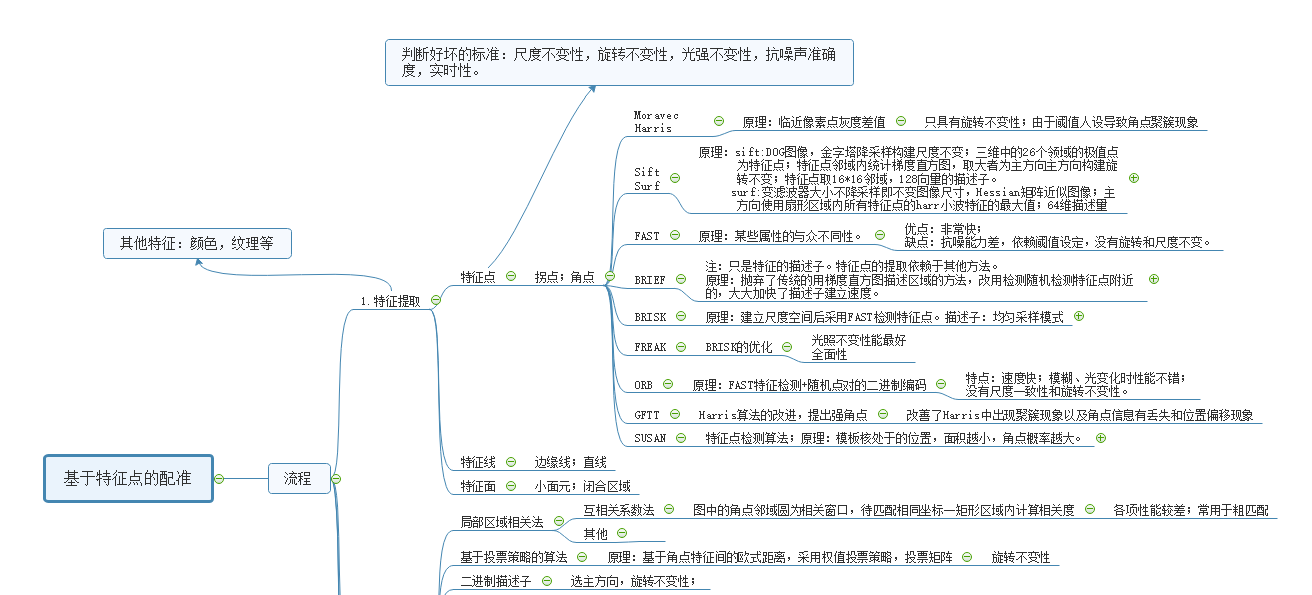 判断好坏的标准：尺度不变性，旋转不变性，光强不变性，抗噪声准确
度，实时性。
Moravec
Harris
原理：临近像素点灰度差值
只具有旋转不变性；由于阈值人设导致角点聚簇现象
原理：sift:DOG图像，金字塔降采样构建尺度不变；三维中的26个领域的极值点
为特征点；特征点邻域内统计梯度直方图，取大者为主方向主方向构建旋
转不变；特征点取16*16邻域，128向量的描述子。
surf:变滤波器大小不降采样即不变图像尺寸，Hessian矩阵近似图像；主
方向使用扇形区域内所有特征点的harr小波特征的最大值；64维描述量
Sift
Surf
FAST
原理：某些属性的与众不同性。
优点：非常快；
缺点：抗噪能力差，依赖阈值设定，没有旋转和尺度不变。
其他特征：颜色，纹理等
特征点
拐点；角点
BRIEF
注：只是特征的描述子。特征点的提取依赖于其他方法。
原理：抛弃了传统的用梯度直方图描述区域的方法，改用检测随机检测特征点附近
的，大大加快了描述子建立速度。
1.特征提取
BRISK
原理：建立尺度空间后采用FAST检测特征点。描述子：均匀采样模式
FREAK
BRISK的优化
光照不变性能最好
全面性
ORB
原理：FAST特征检测+随机点对的二进制编码
特点：速度快；模糊、光变化时性能不错；
没有尺度一致性和旋转不变性。
GFTT
Harris算法的改进，提出强角点
改善了Harris中出现聚簇现象以及角点信息有丢失和位置偏移现象
SUSAN
特征点检测算法；原理：模板核处于的位置，面积越小，角点概率越大。
特征线
边缘线；直线
基于特征点的配准
流程
特征面
小面元；闭合区域
局部区域相关法
互相关系数法
图中的角点邻域圆为相关窗口，待匹配相同坐标一矩形区域内计算相关度
各项性能较差；常用于粗匹配
其他
基于投票策略的算法
原理：基于角点特征间的欧式距离，采用权值投票策略，投票矩阵
旋转不变性
二进制描述子
选主方向，旋转不变性；